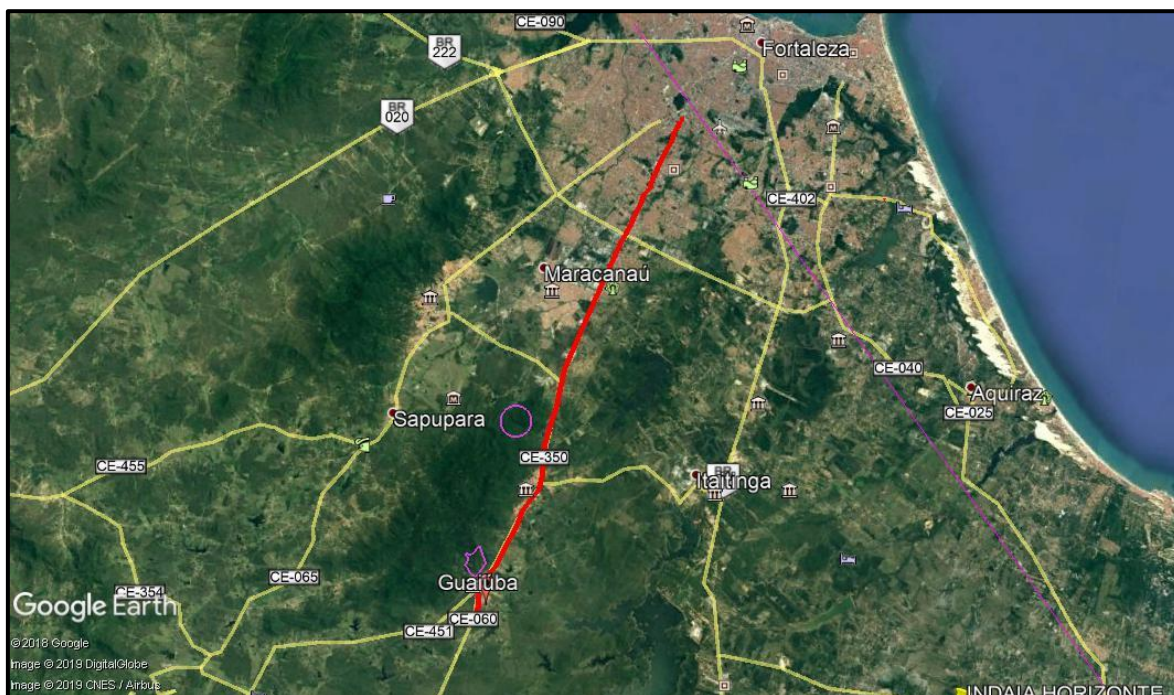 CE-090
BR
222
Fortaleza
BR
020
CE-402
Maracanaú
CE-040
Aquiraz
CE-025
Sapupara
CE-350
CE-455
Itaitinga
BR
Guaiúba
CE-065
CE-354
CE-060
CE-451
Google Earth
©2018 Google
Image © 2019 DigitalGlobe
Image © 2019 CNES / Airbus
INDAIA HORIZONTE